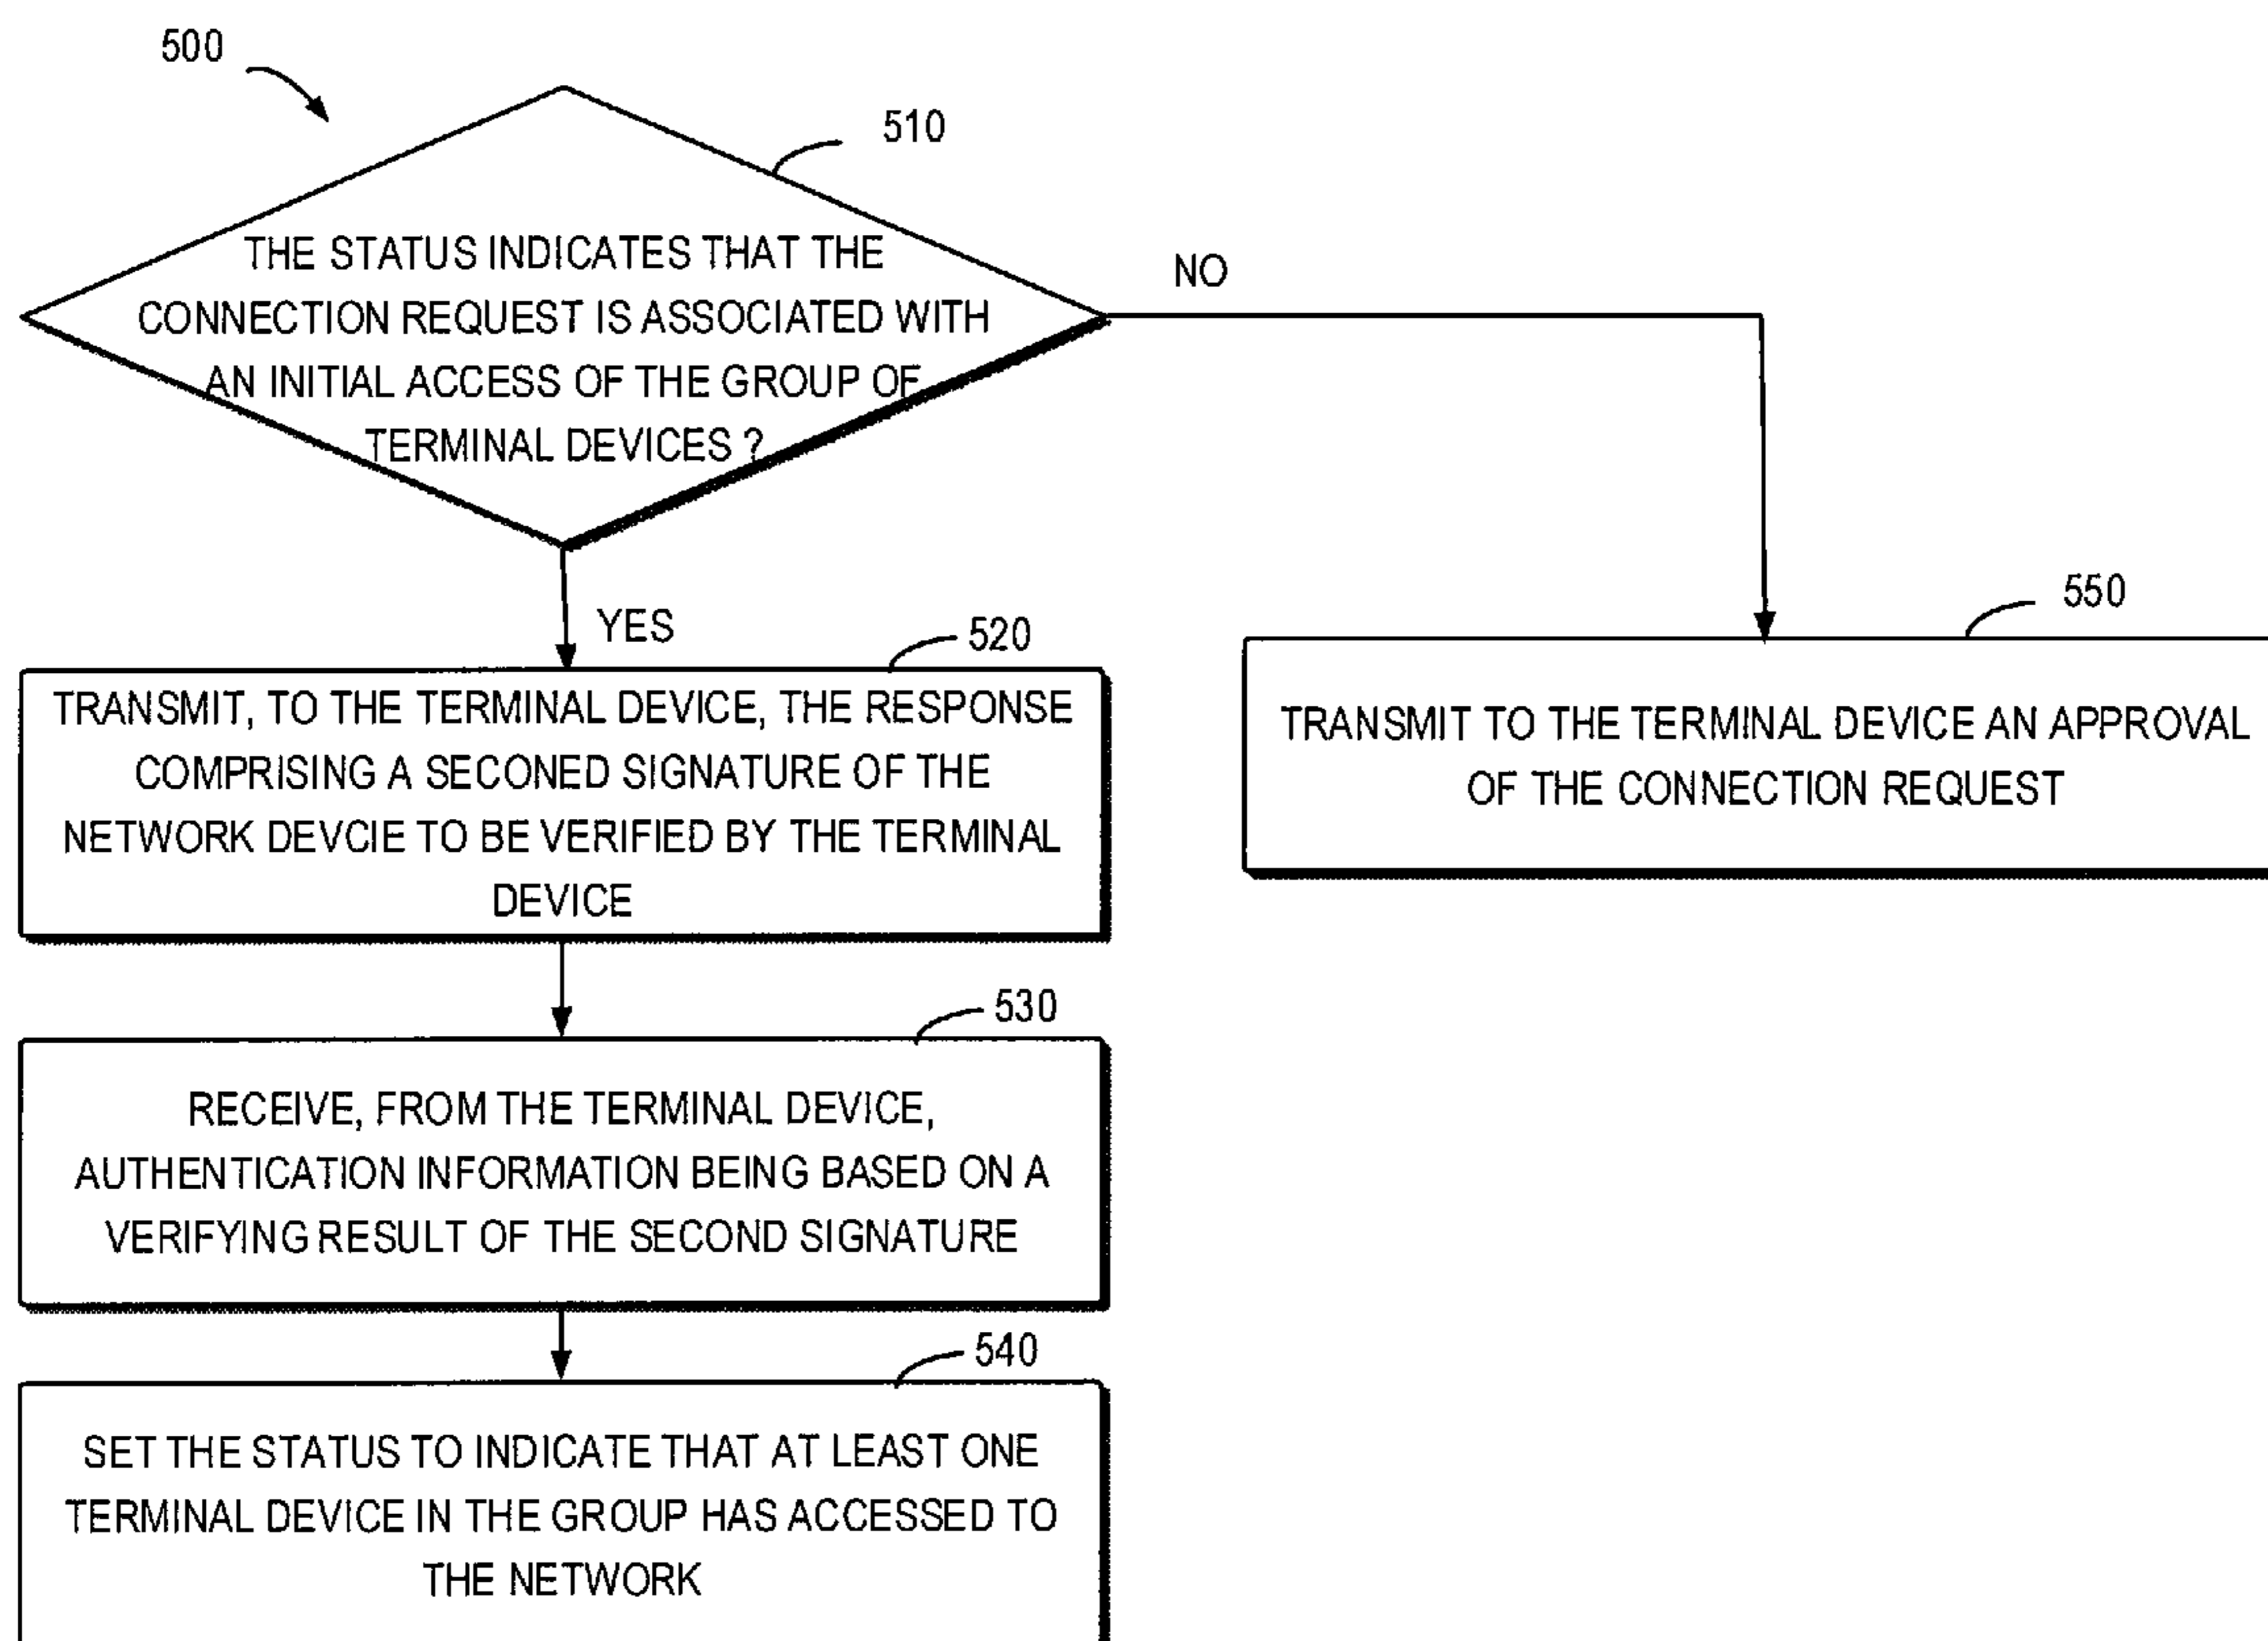 500
510
THE STATUS INDICATES THAT THE
CONNECTION REQUEST IS ASSOCIATED WITH
AN INITIAL ACCESS OF THE GROUP OF
TERMINAL DEVICES ?
NO
YES
520
TRANSMIT, TO THE TERMINAL DEVICE, THE RESPONSE
COMPRISING A SECONED SIGNATURE OF THE
NETWORK DEVCIE TO BE VERIFIED BY THE TERMINAL
DEVICE
550
TRANSMIT TO THE TERMINAL DEVICE AN APPROVAL
OF THE CONNECTION REQUEST
530
RECEIVE, FROM THE TERMINAL DEVICE,
AUTHENTICATION INFORMATION BEING BASED ON A
VERIFYING RESULT OF THE SECOND SIGNATURE
540
SET THE STATUS TO INDICATE THAT AT LEAST ONE
TERMINAL DEVICE IN THE GROUP HAS ACCESSED TO
THE NETWORK